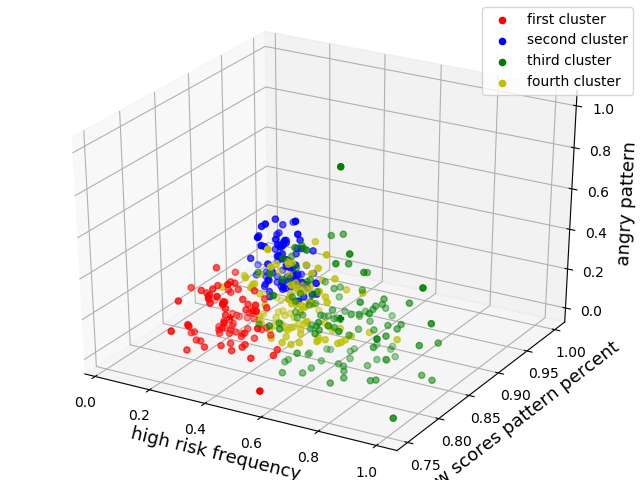 first cluster
second cluster
third cluster
fourth cluster
1.0
0.8
0.6
0.4
0.2
0.0
angry pattern
0.0
0.2
0.4
0.6
0.8
1.0
high risk frequency
0.75
0.80
0.85
0.90
0.95
1.00
scores pattern percent